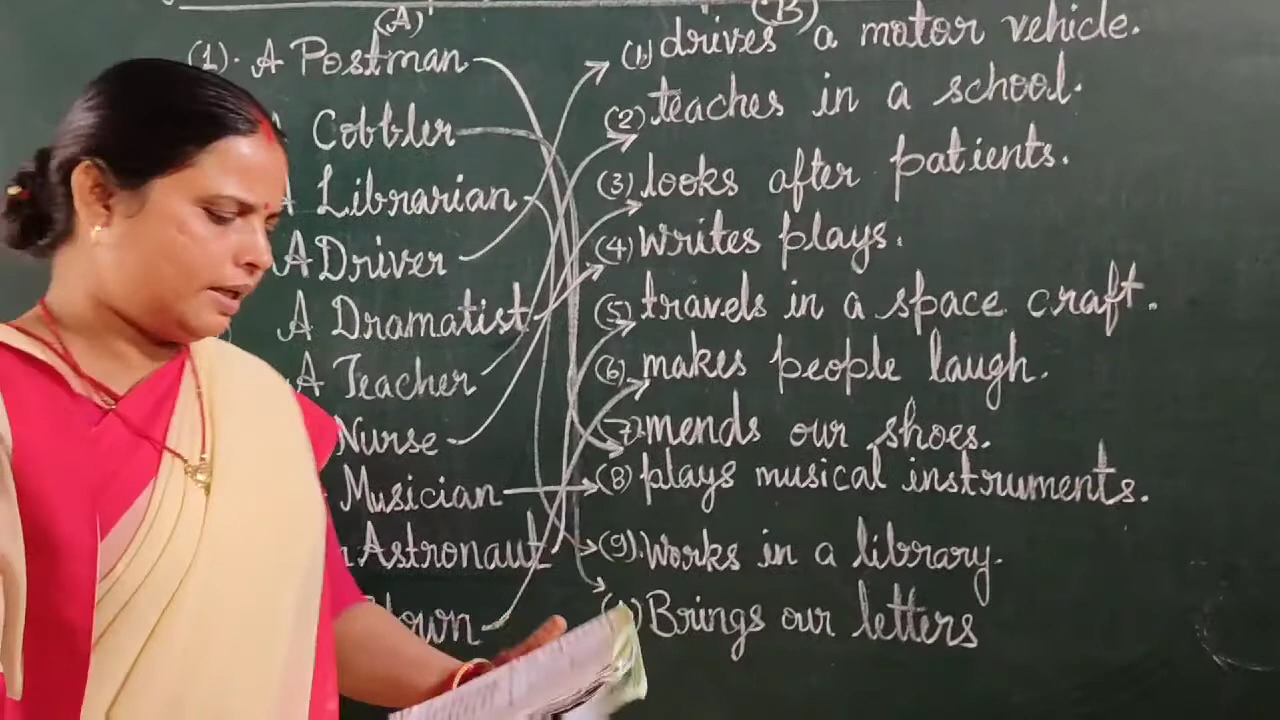 (A)
(B)
(1). A Postman
Cobbler
A Librarian
A Driver
A Dramatist
A Teacher
Nurse
Musician
Astronaut
(1) drives a motor vehicle.
(2) teaches in a school.
(3) looks after patients.
(4) writes plays.
(5) travels in a space craft.
(6) makes people laugh.
(7) mends our shoes.
(8) plays musical instruments.
(9). Works in a library.
Brings our letters